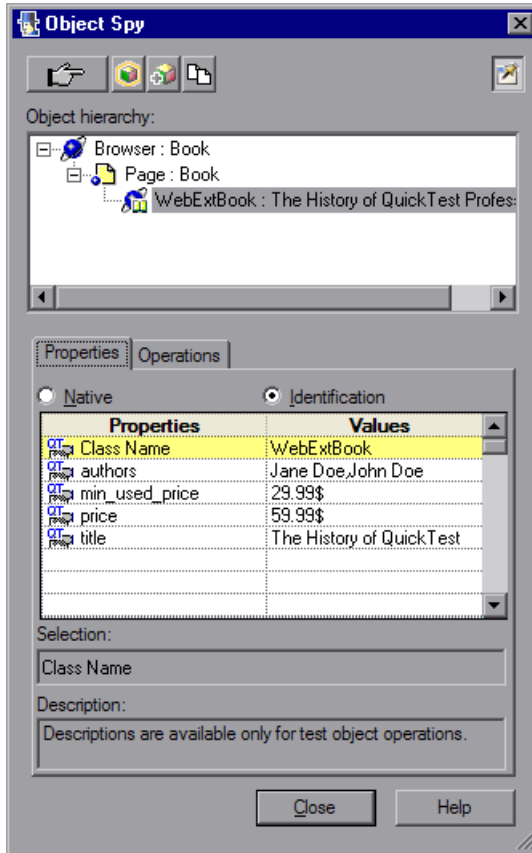 Object Spy
Object hierarchy:
Browser : Book
Page : Book
WebExtBook : The History of QuickTest Profes
Properties Operations
Native Identification
Properties Values
Class Name WebExtBook
authors Jane Doe,John Doe
min_used_price 29.99$
price 59.99$
title The History of QuickTest
Selection:
Class Name
Description:
Descriptions are available only for test object operations.
Close Help